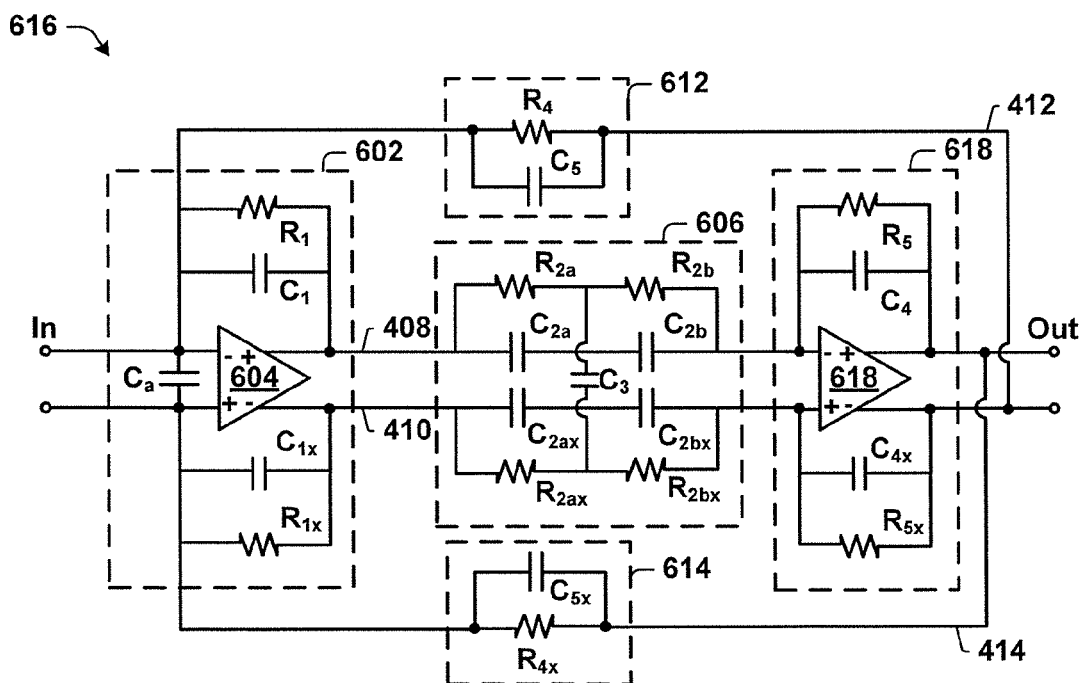 616
612
R4
412
602
C5
618
606
R1
R2a
R2b
R5
C1
C4
In
408
C2a
C2b
Out
- +
- +
Ca
604
C3
618
+ -
+ -
410
C2ax
C2bx
C1x
C4x
R2ax
R2bx
R1x
R5x
614
C5x
R4x
414